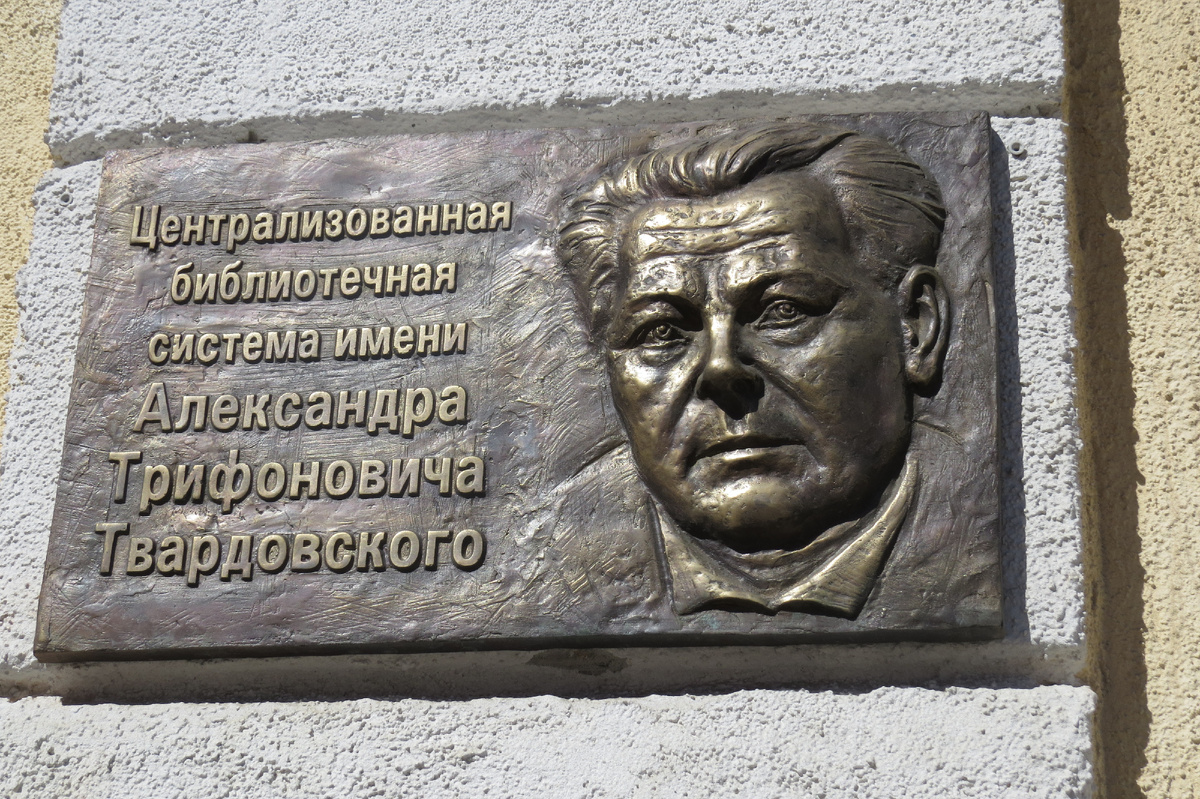 Централизованная
библиотечная
система имени
Александра
Трифоновича
Твардовского